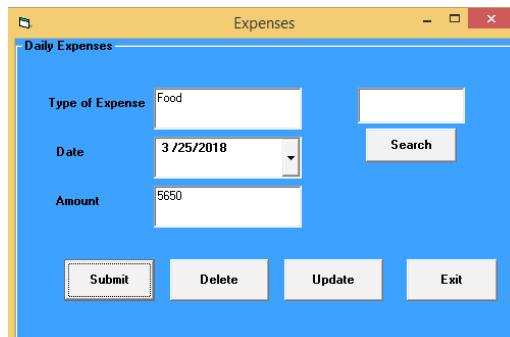 Expenses
Daily Expenses
Type of Expense Food
Search
Date 3 /25/2018
Amount 5650
Submit Delete Update Exit